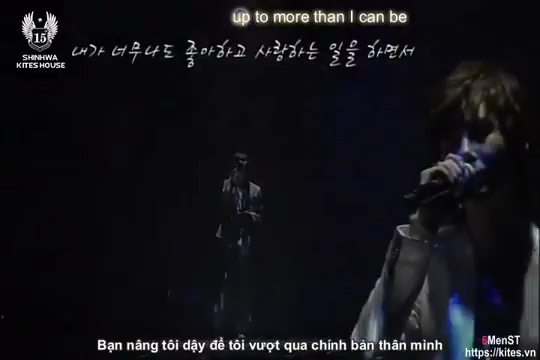 up to more than I can be
15
SHINHWA
KITES HOUSE
내가 너무나도 좋아하고 사랑하는 일을 하면서
Bạn nâng tôi dậy để tôi vượt qua chính bản thân mình
6MenST
https://kites.vn